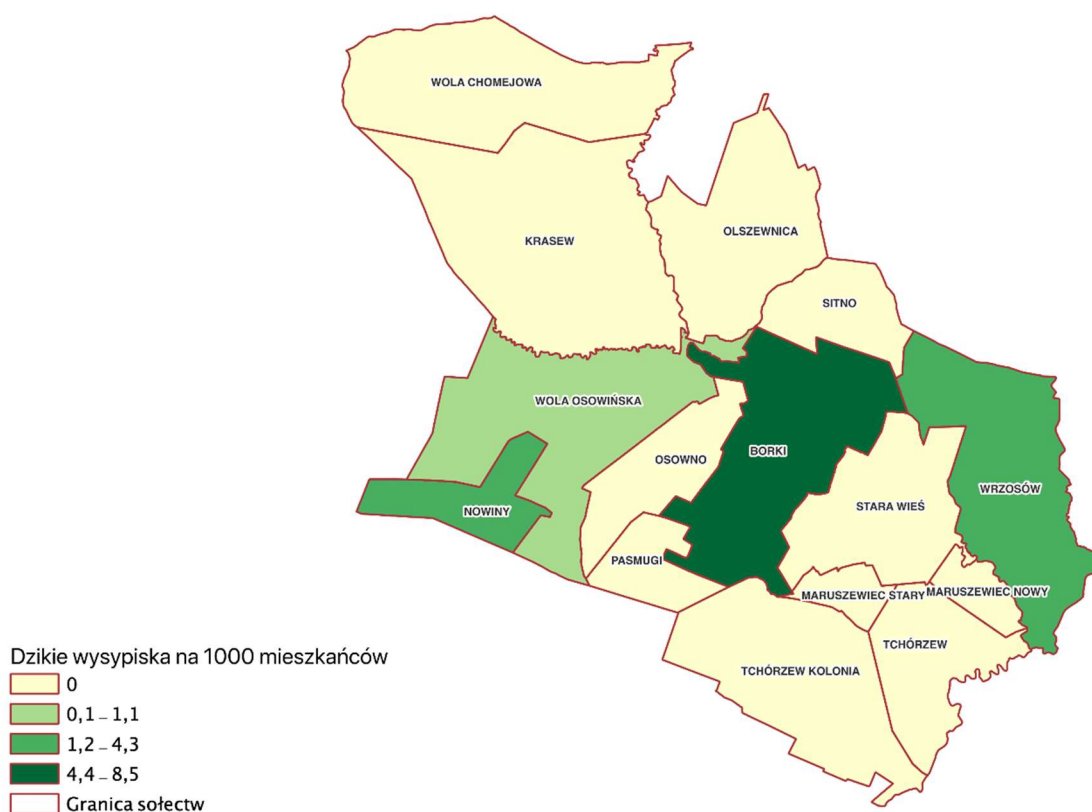 WOLA CHOMEJOWA
OLSZEWNICA
KRASEW
SITNO
WOLA OSOWIŃSKA
BORKI
OSOWNO
WRZOSÓW
STARA WIEŚ
NOWINY
PASMUGI
MARUSZEWIEC STARY
MARUSZEWIEC NOWY
TCHÓRZEW
TCHÓRZEW KOLONIA
Dzikie wysypiska na 1000 mieszkańców
0
0,1 – 1,1
1,2 – 4,3
4,4 – 8,5
Granica sołectw